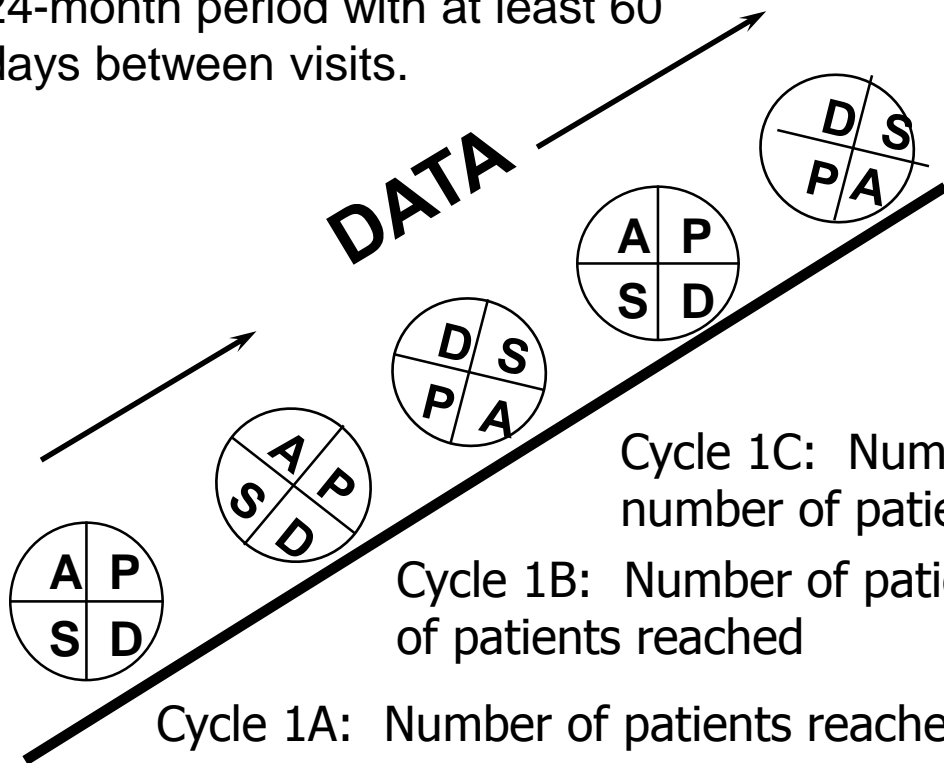 24-month period with at least 60
days between visits.
DATA
D S
P A
A P
S D
D S
P A
A P
S D
A P
S D
Cycle 1C: Num
number of patie
Cycle 1B: Number of patie
of patients reached
Cycle 1A: Number of patients reache